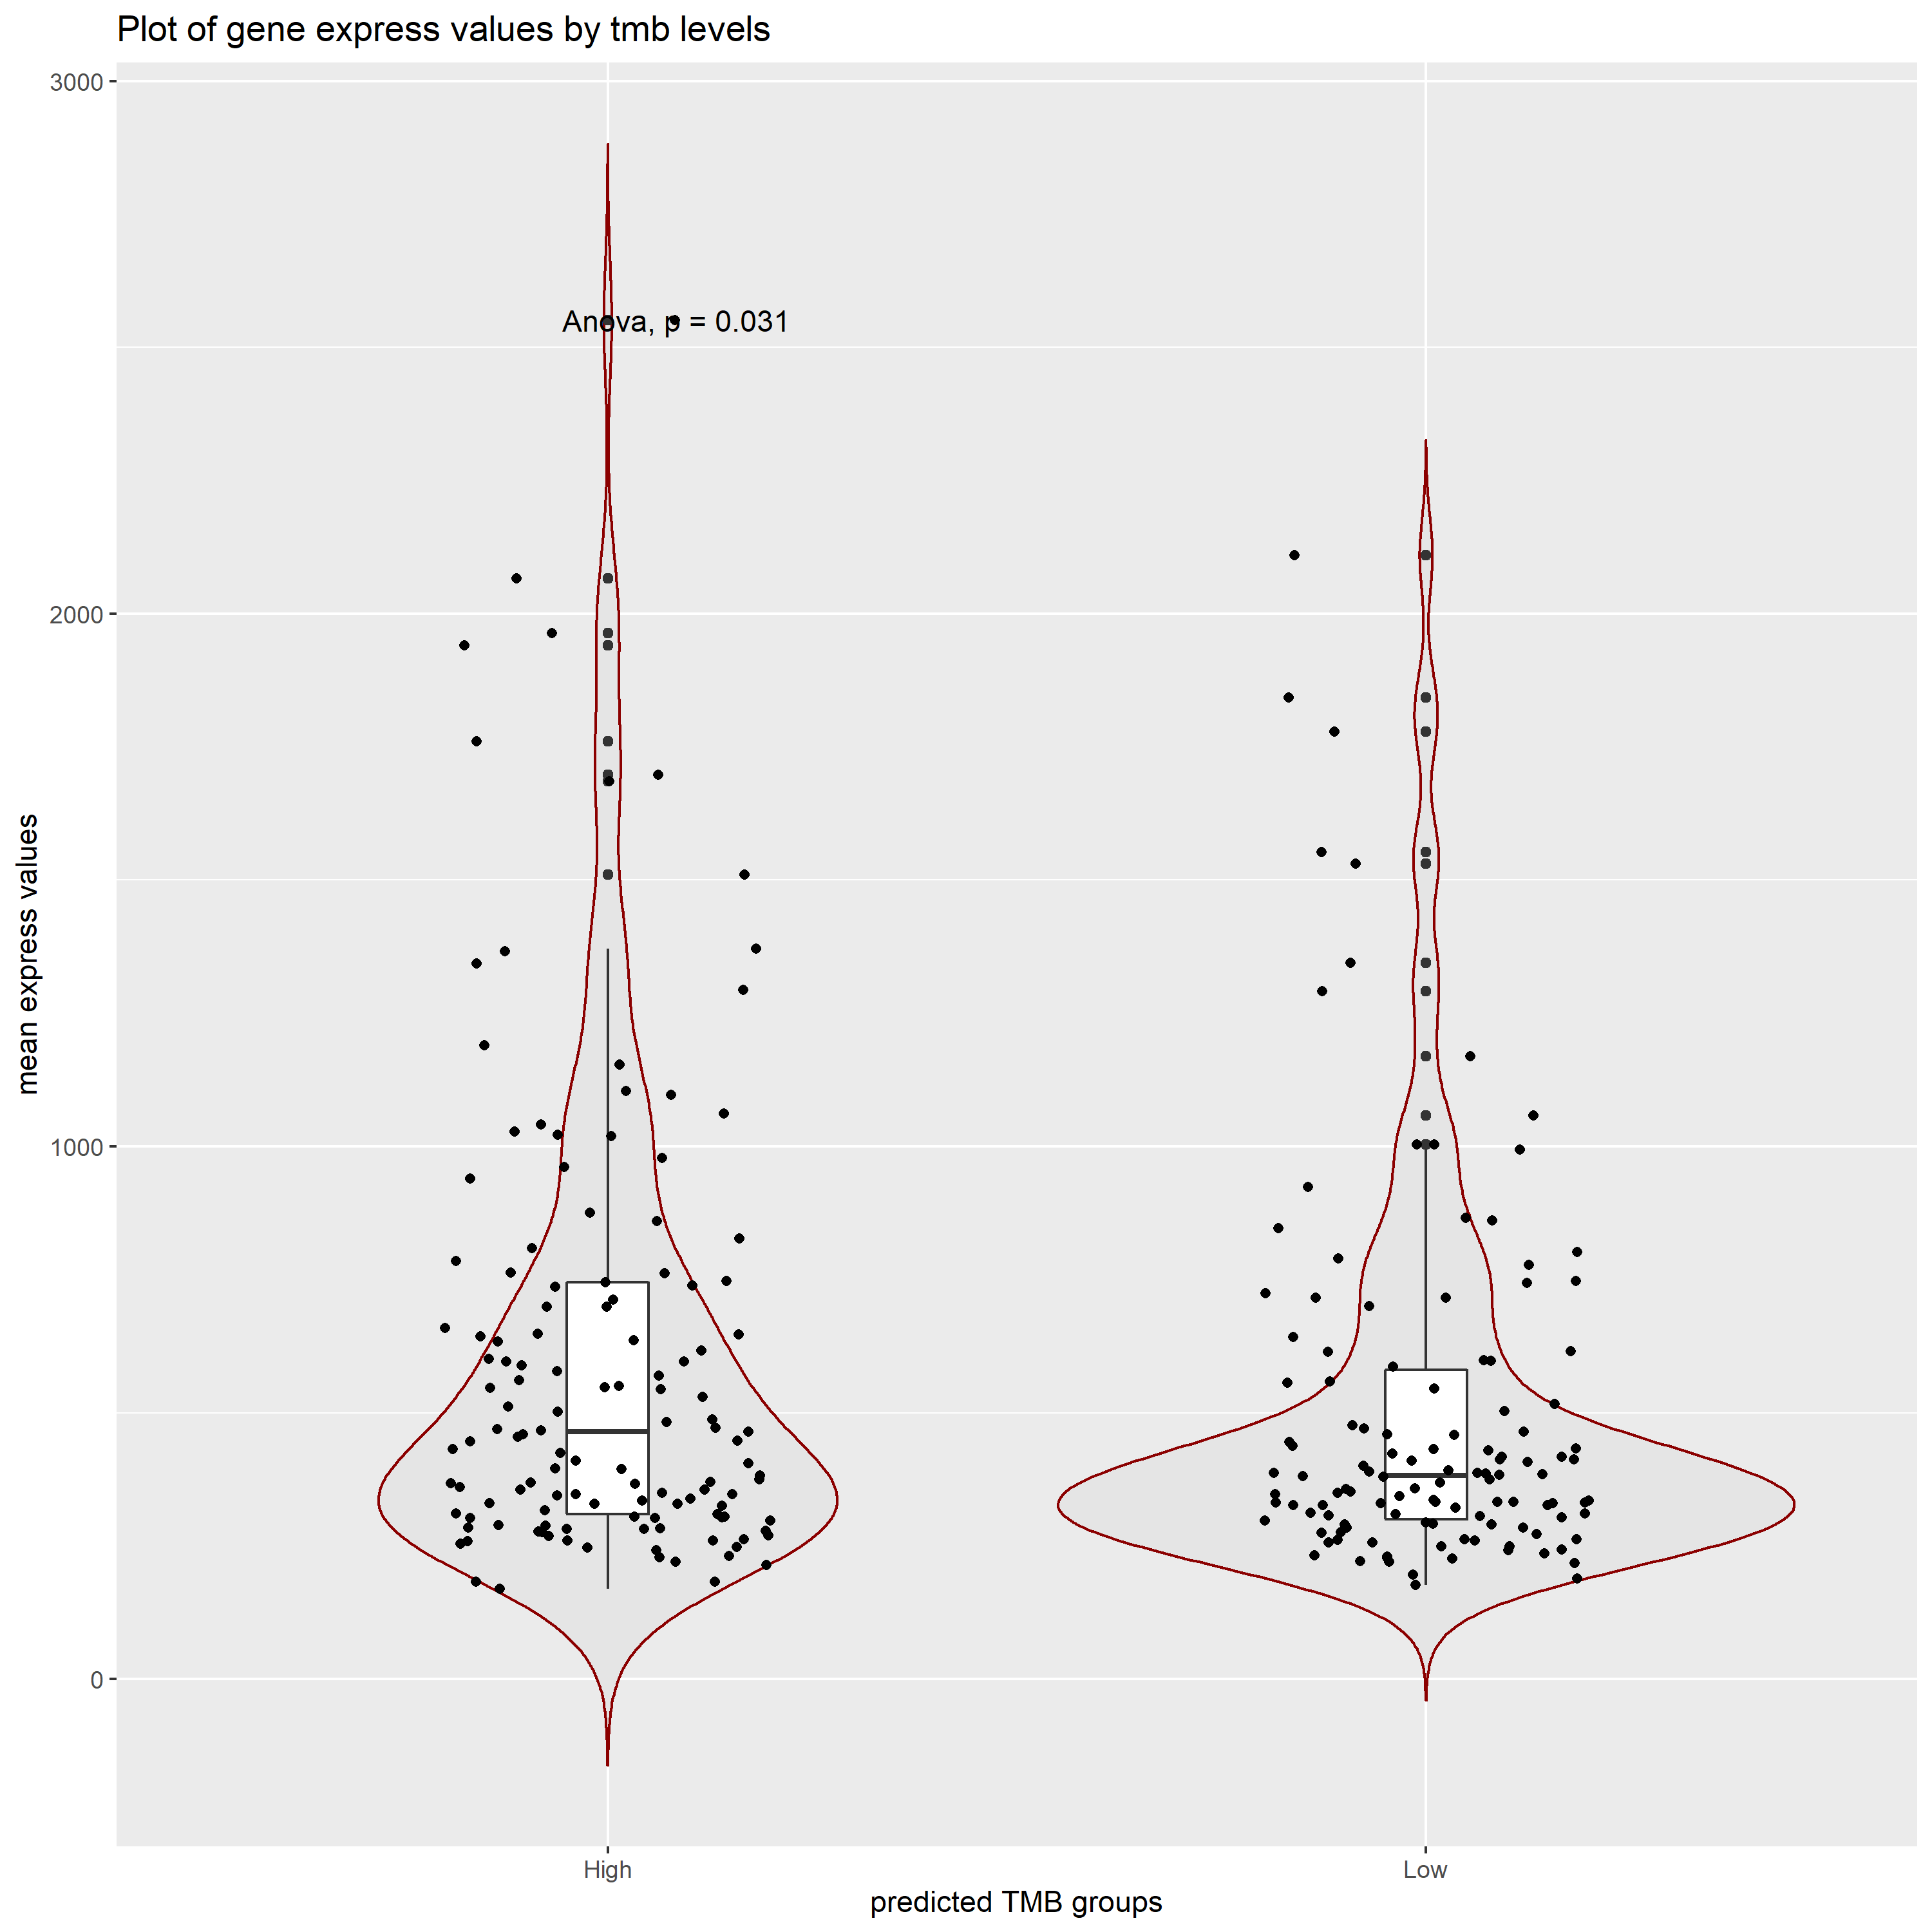 Plot of gene express values by tmb levels
3000
Anova, p = 0.031
2000
mean express values
1000
0
High
Low
predicted TMB groups